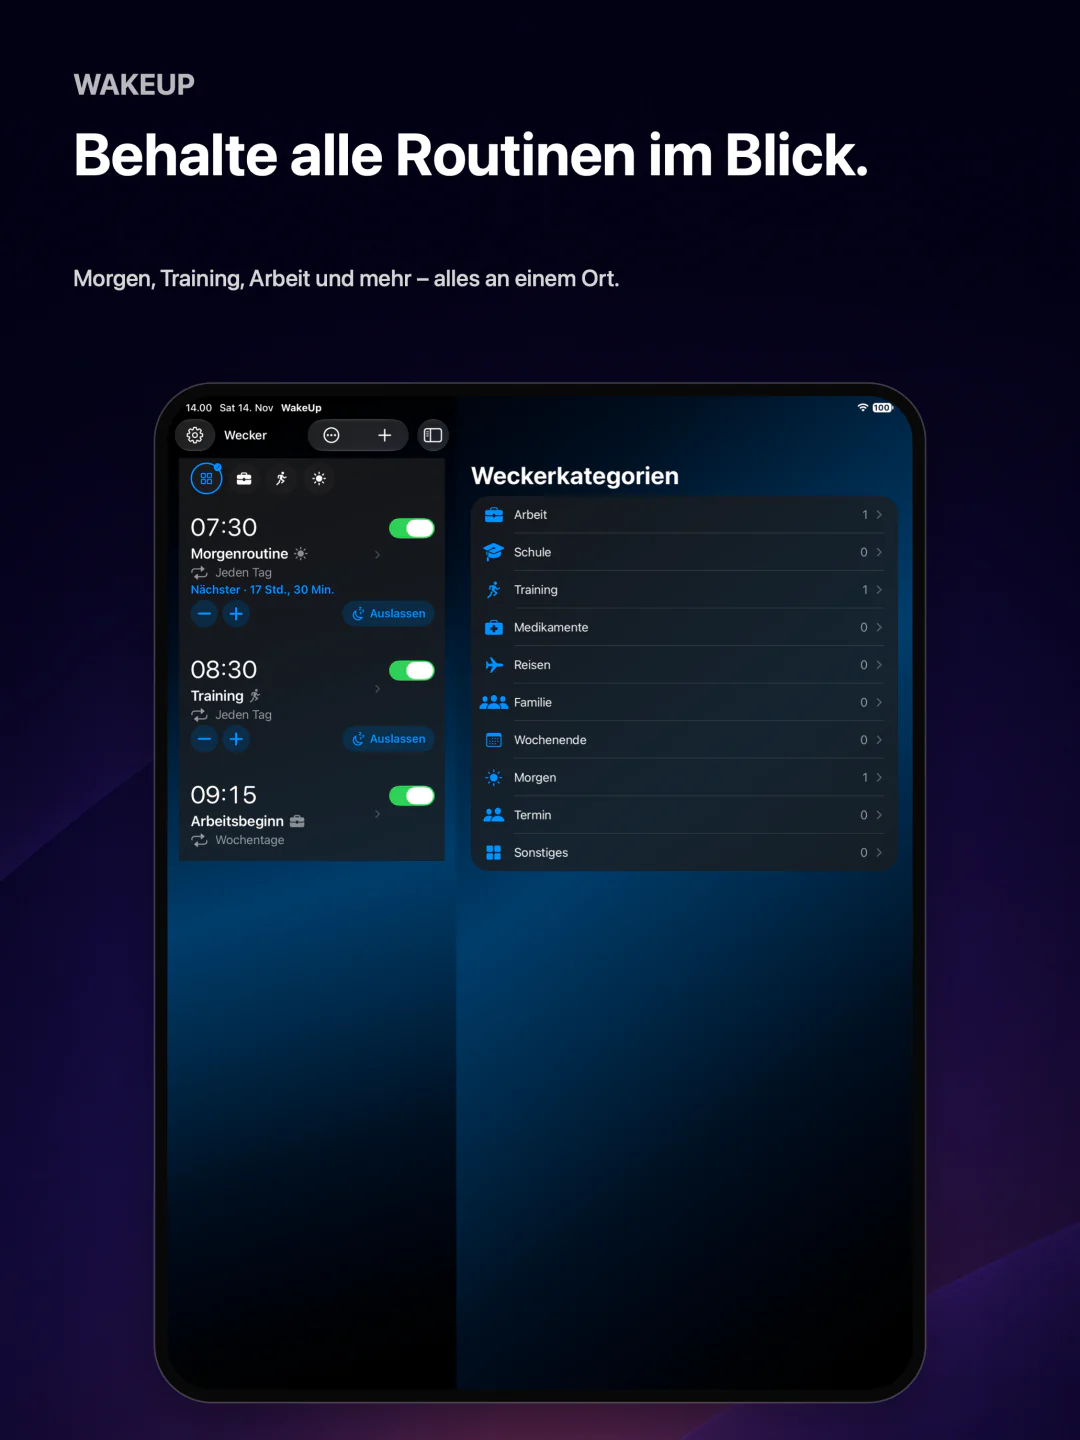 WAKEUP
Behalte alle Routinen im Blick.
Morgen, Training, Arbeit und mehr – alles an einem Ort.
14.00 Sat 14. Nov WakeUp
100
Wecker
07:30
Morgenroutine
Jeden Tag
Nächster · 17 Std., 30 Min.
Auslassen
08:30
Training
Jeden Tag
Auslassen
09:15
Arbeitsbeginn
Wochentage
Weckerkategorien
Arbeit 1
Schule 0
Training 1
Medikamente 0
Reisen 0
Familie 0
Wochenende 0
Morgen 1
Termin 0
Sonstiges 0